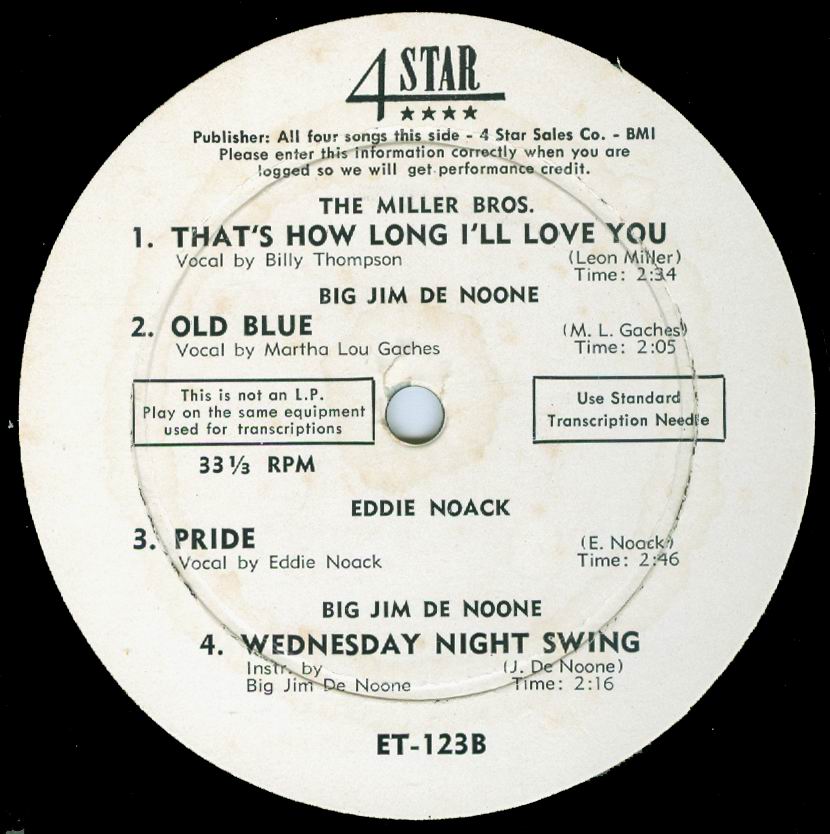 4 STAR
★★★★
Publisher: All four songs this side - 4 Star Sales Co. - BMI
Please enter this information correctly when you are
logged so we will get performance credit.
THE MILLER BROS.
1. THAT'S HOW LONG I'LL LOVE YOU
Vocal by Billy Thompson (Leon Miller)
Time: 2:34
BIG JIM DE NOONE
2. OLD BLUE (M. L. Gaches)
Vocal by Martha Lou Gaches Time: 2:05
This is not an L.P.
Play on the same equipment
used for transcriptions
Use Standard
Transcription Needle
33 1/3 RPM
EDDIE NOACK
3. PRIDE (E. Noack)
Vocal by Eddie Noack Time: 2:46
BIG JIM DE NOONE
4. WEDNESDAY NIGHT SWING
Instr. by (J. De Noone)
Big Jim De Noone Time: 2:16
ET-123B